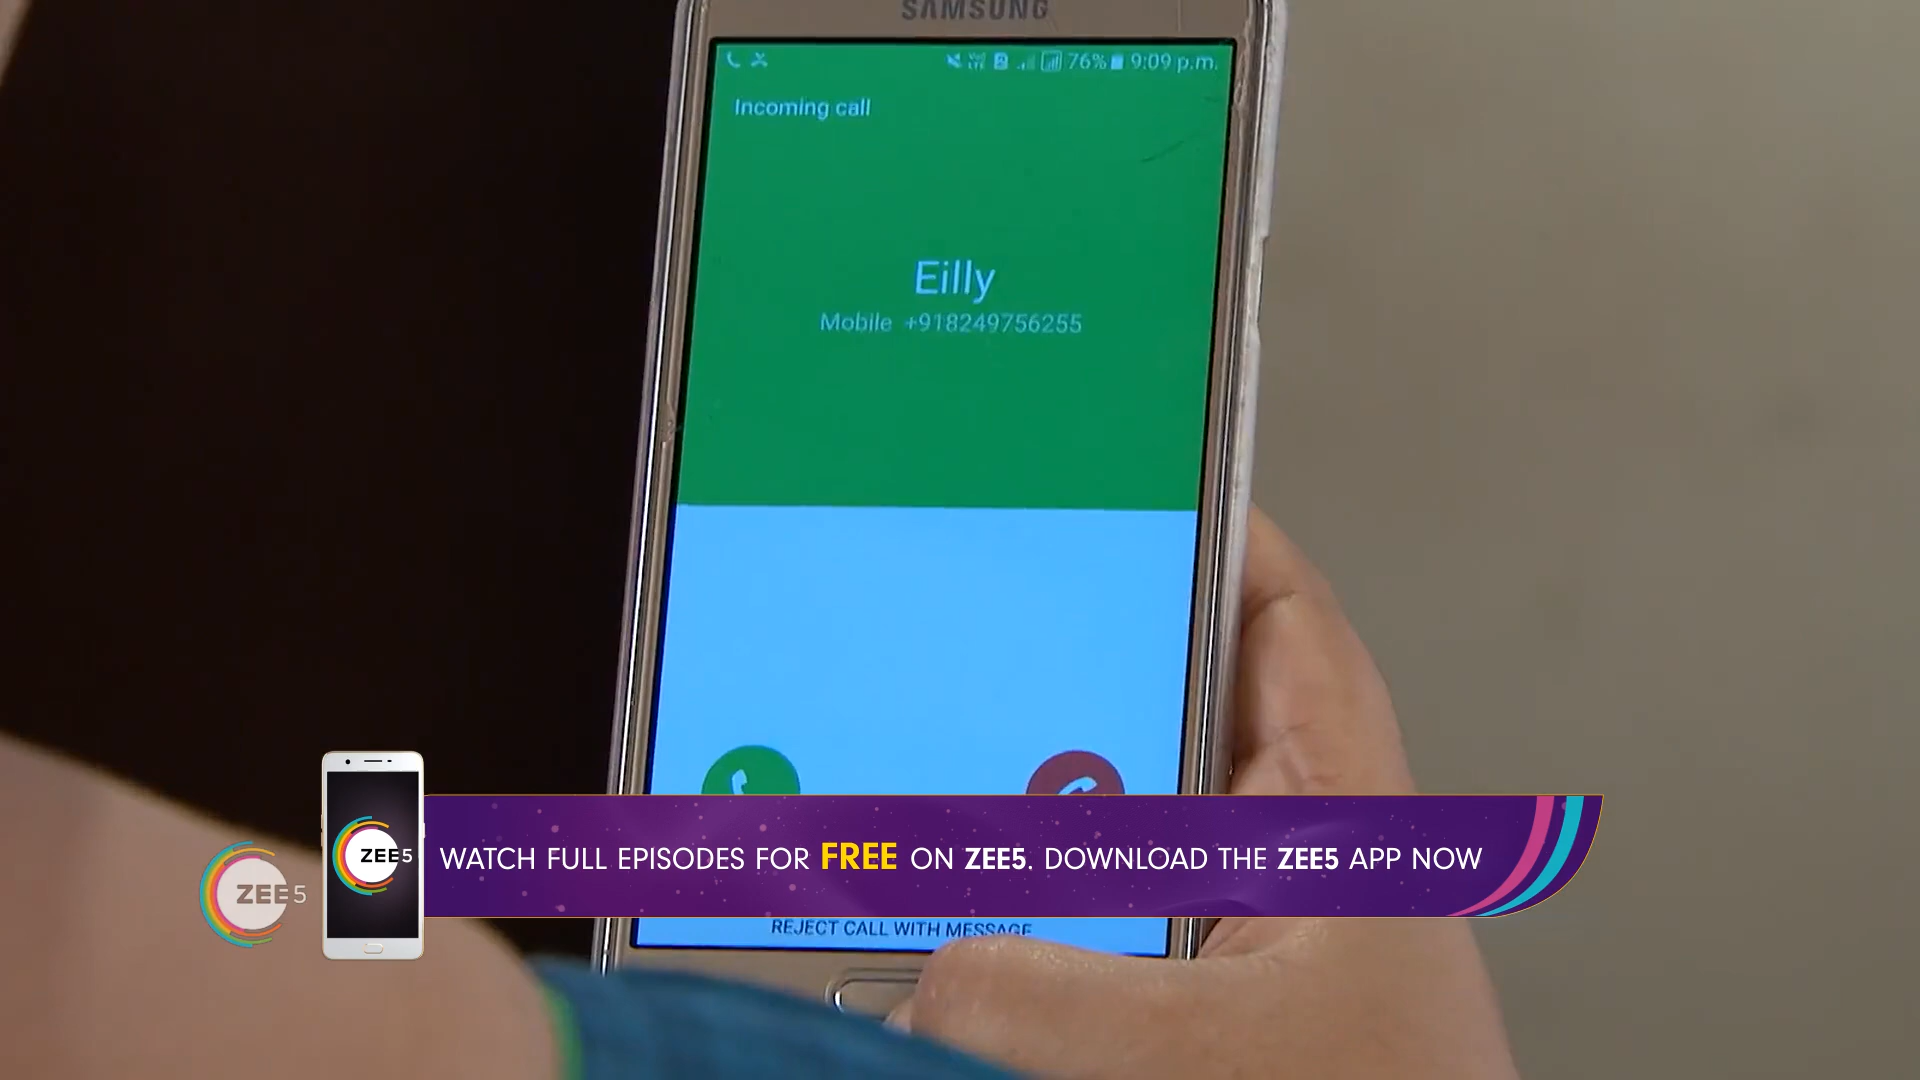 SAMSUNG
76% 9:09 p.m.
Incoming call
Eilly
Mobile +918249756255
ZEE5
WATCH FULL EPISODES FOR FREE ON ZEE5. DOWNLOAD THE ZEE5 APP NOW
ZEE5
REJECT CALL WITH MESSAGE